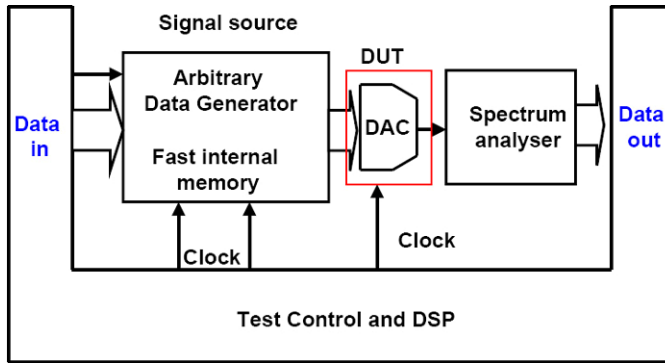 Signal source
Data
in
Arbitrary
Data Generator
Fast internal
memory
DUT
DAC
Spectrum
analyser
Data
out
Clock
Clock
Test Control and DSP